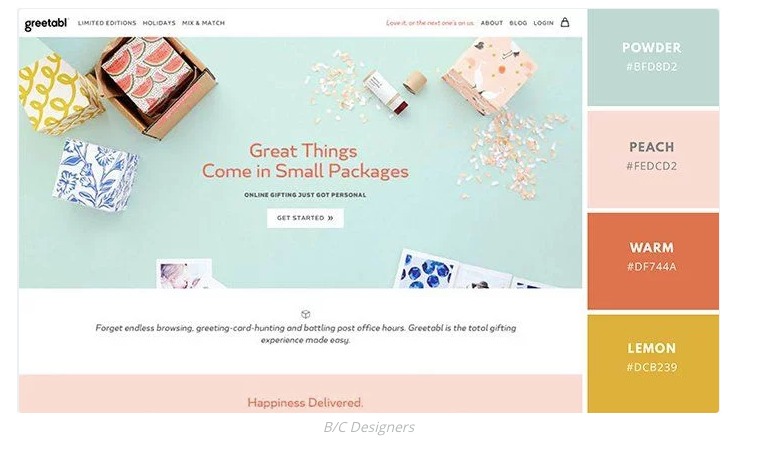 greetabl
LIMITED EDITIONS HOLIDAYS MIX & MATCH
Love it, or the next one's on us. ABOUT BLOG LOGIN
Great Things
Come in Small Packages
ONLINE GIFTING JUST GOT PERSONAL
GET STARTED »
Forget endless browsing, greeting-card-hunting and battling post office hours. Greetabl is the total gifting
experience made easy.
Happiness Delivered.
POWDER
#BFD8D2
PEACH
#FEDCD2
WARM
#DF744A
LEMON
#DCB239
B/C Designers